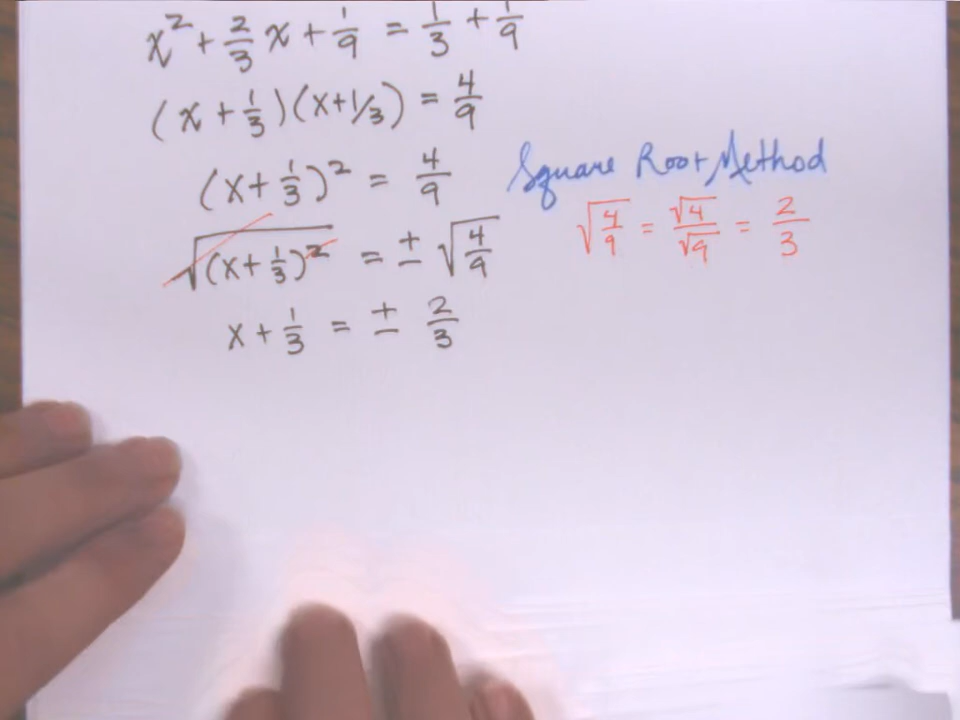 x² + 2/3 x + 1/9 = 1/3 + 1/9
(x + 1/3)(x+1/3) = 4/9
(x + 1/3)² = 4/9
Square Root Method
√(x+1/3)² = ± √4/9
√4/9 = √4/√9 = 2/3
x + 1/3 = ± 2/3